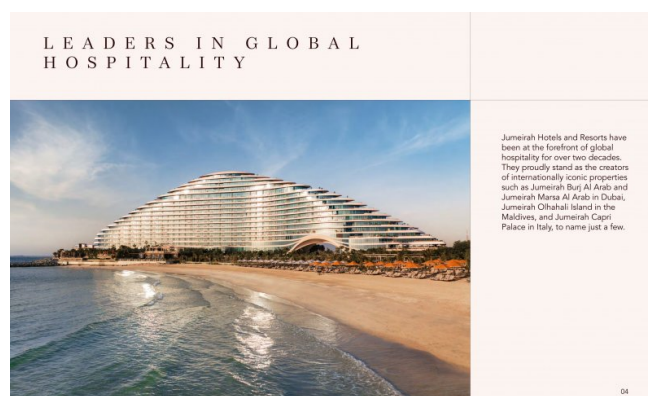 LEADERS IN GLOBAL
HOSPITALITY
Jumeirah Hotels and Resorts have
been at the forefront of global
hospitality for over two decades.
They proudly stand as the creators
of internationally iconic properties
such as Jumeirah Burj Al Arab and
Jumeirah Marsa Al Arab in Dubai,
Jumeirah Olhahali Island in the
Maldives, and Jumeirah Capri
Palace in Italy, to name just a few.
04